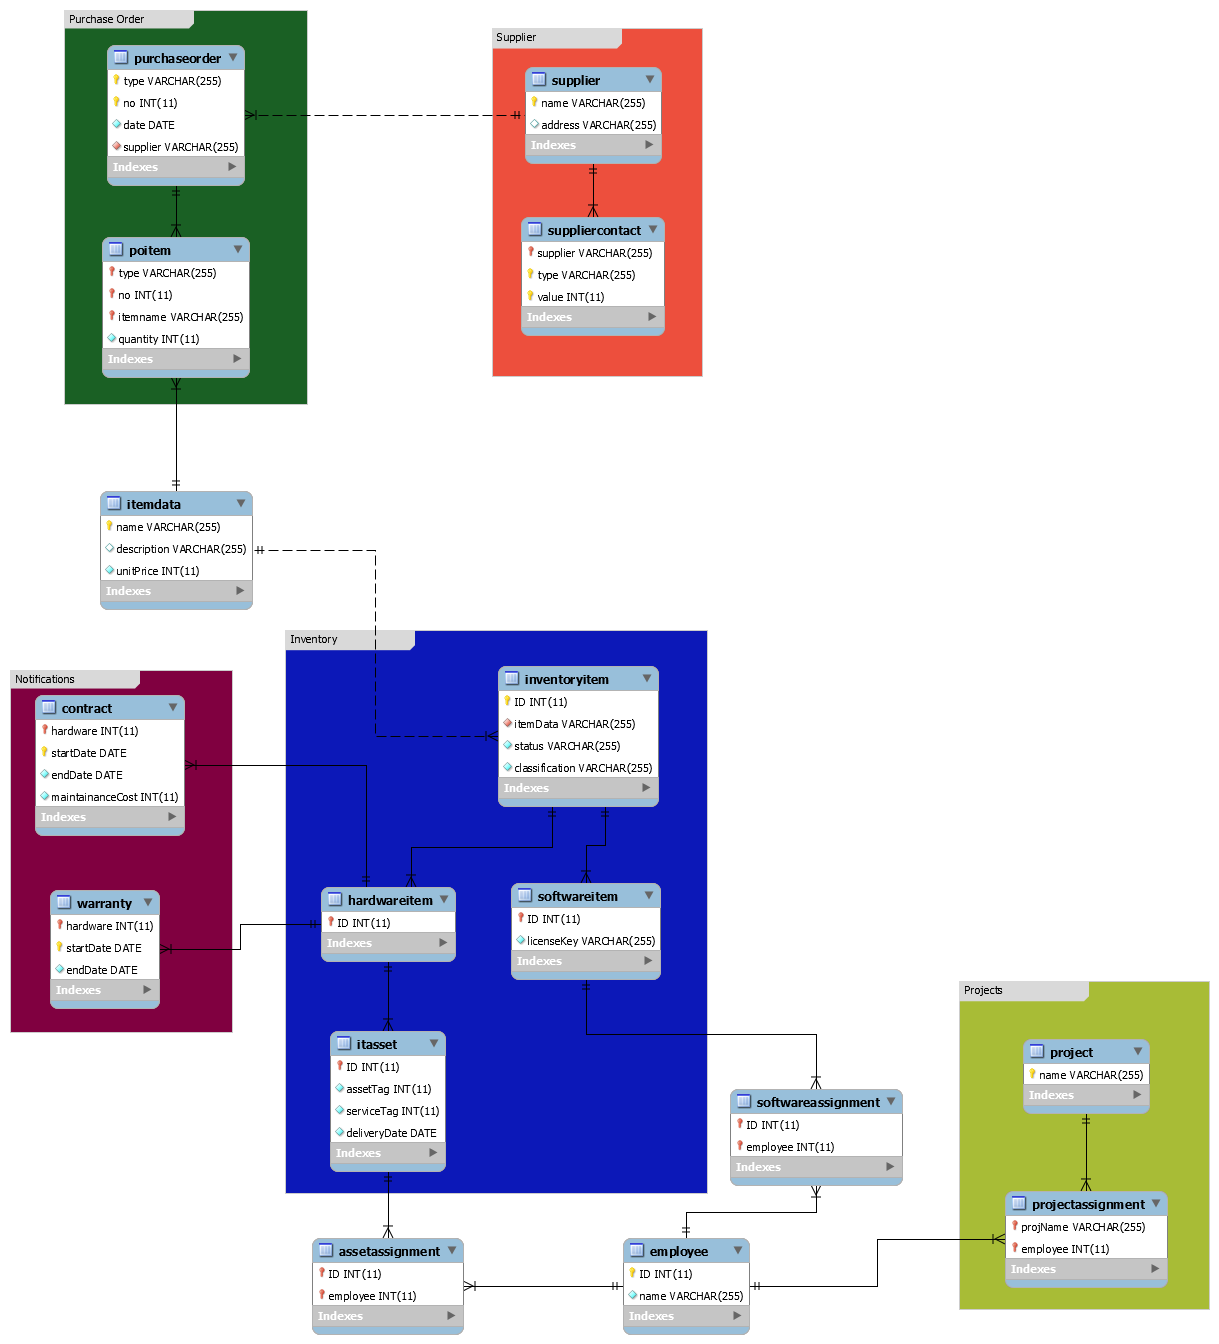 Purchase Order
purchaseorder
type VARCHAR(255)
no INT(11)
date DATE
supplier VARCHAR(255)
Indexes
poitem
type VARCHAR(255)
no INT(11)
itemname VARCHAR(255)
quantity INT(11)
Indexes
Supplier
supplier
name VARCHAR(255)
address VARCHAR(255)
Indexes
suppliercontact
supplier VARCHAR(255)
type VARCHAR(255)
value INT(11)
Indexes
itemdata
name VARCHAR(255)
description VARCHAR(255)
unitPrice INT(11)
Indexes
Notifications
contract
hardware INT(11)
startDate DATE
endDate DATE
maintainanceCost INT(11)
Indexes
warranty
hardware INT(11)
startDate DATE
endDate DATE
Indexes
Inventory
inventoryitem
ID INT(11)
itemData VARCHAR(255)
status VARCHAR(255)
classification VARCHAR(255)
Indexes
hardwareitem
ID INT(11)
Indexes
softwareitem
ID INT(11)
licenseKey VARCHAR(255)
Indexes
itasset
ID INT(11)
assetTag INT(11)
serviceTag INT(11)
deliveryDate DATE
Indexes
softwareassignment
ID INT(11)
employee INT(11)
Indexes
assetassignment
ID INT(11)
employee INT(11)
Indexes
employee
ID INT(11)
name VARCHAR(255)
Indexes
Projects
project
name VARCHAR(255)
Indexes
projectassignment
projName VARCHAR(255)
employee INT(11)
Indexes